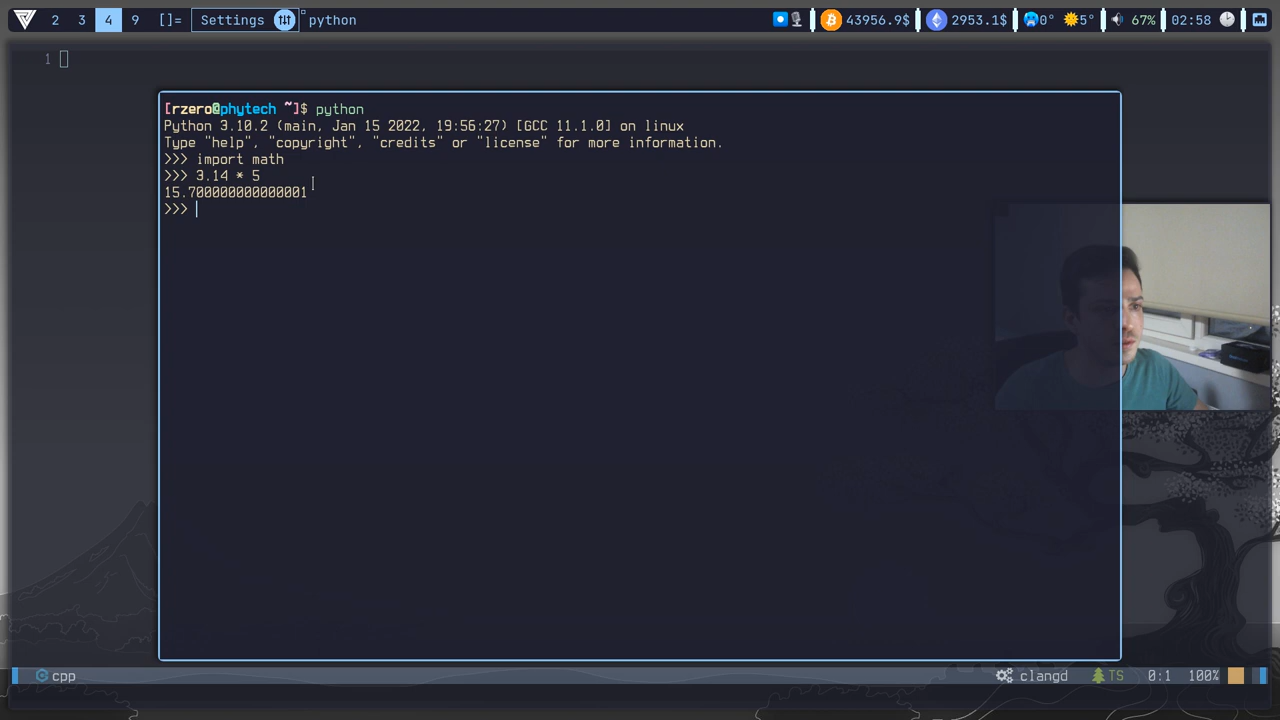 2 3 4 9 []= Settings python 43956.9$ 2953.1$ 0° 5° 67% 02:58
1
[rzero@phytech ~]$ python
Python 3.10.2 (main, Jan 15 2022, 19:56:27) [GCC 11.1.0] on linux
Type "help", "copyright", "credits" or "license" for more information.
>>> import math
>>> 3.14 * 5
15.700000000000001
>>>
cpp clangd TS 0:1 100%